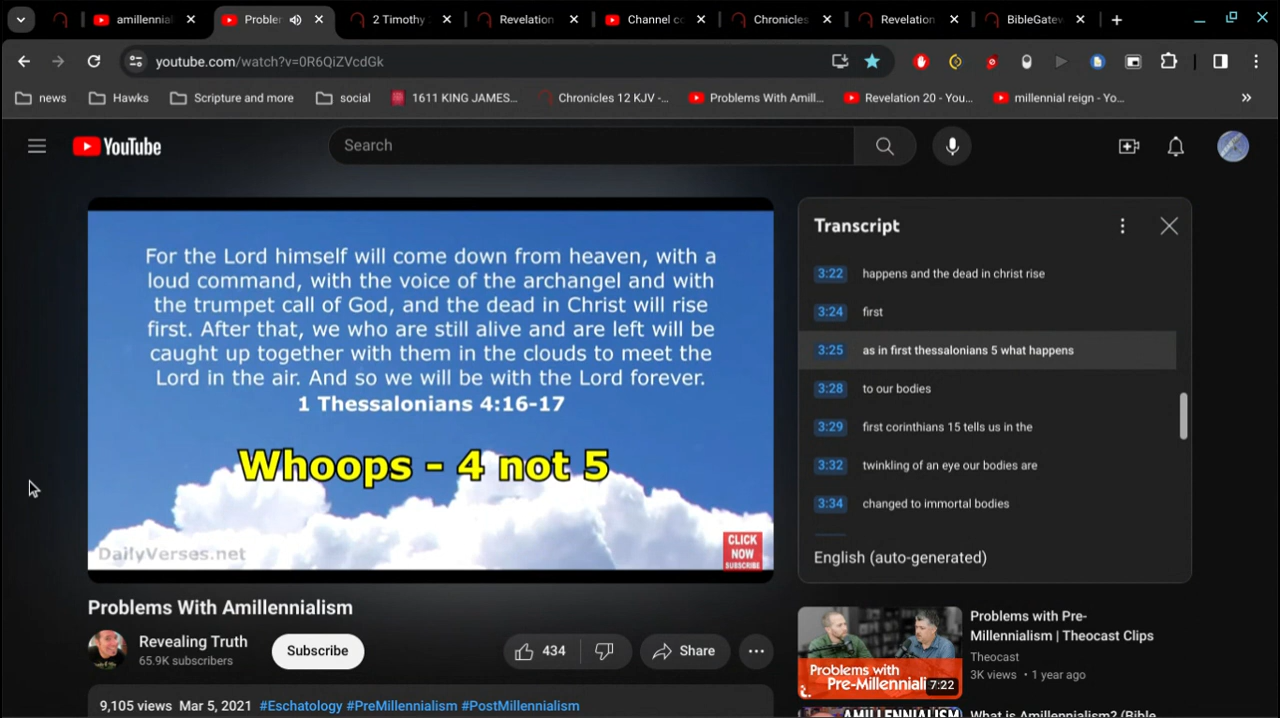 amillennial
Problem
2 Timothy
Revelation
Channel co
Chronicles
Revelation
BibleGatew
youtube.com/watch?v=0R6QiZVcdGk
news
Hawks
Scripture and more
social
1611 KING JAMES...
Chronicles 12 KJV -...
Problems With Amill...
Revelation 20 - You...
millennial reign - Yo...
YouTube
Search
For the Lord himself will come down from heaven, with a
loud command, with the voice of the archangel and with
the trumpet call of God, and the dead in Christ will rise
first. After that, we who are still alive and are left will be
caught up together with them in the clouds to meet the
Lord in the air. And so we will be with the Lord forever.
1 Thessalonians 4:16-17
Whoops - 4 not 5
DailyVerses.net
CLICK
NOW
SUBSCRIBE
Transcript
3:22 happens and the dead in christ rise
3:24 first
3:25 as in first thessalonians 5 what happens
3:28 to our bodies
3:29 first corinthians 15 tells us in the
3:32 twinkling of an eye our bodies are
3:34 changed to immortal bodies
English (auto-generated)
Problems With Amillennialism
Revealing Truth
65.9K subscribers
Subscribe
434
Share
9,105 views Mar 5, 2021 #Eschatology #PreMillennialism #PostMillennialism
Problems with
Pre-Millenniali
7:22
Problems with Pre-
Millennialism | Theocast Clips
Theocast
3K views • 1 year ago
AMILLENNIALISM
What is Amillennialism? (Bible